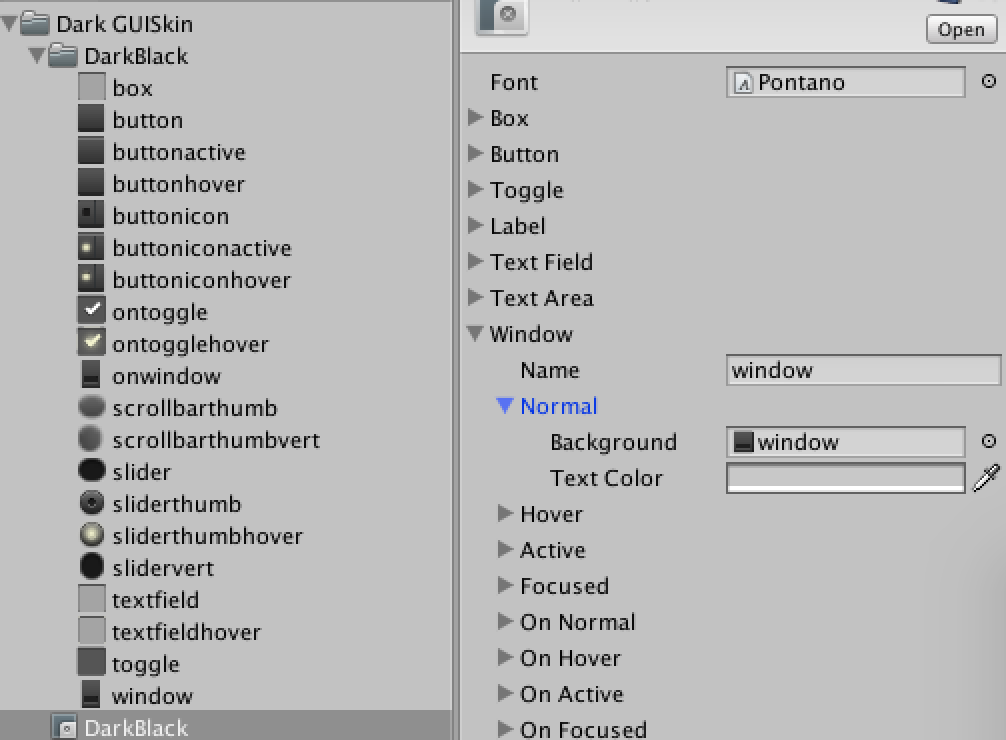 Dark GUISkin
DarkBlack
box
button
buttonactive
buttonhover
buttonicon
buttoniconactive
buttoniconhover
ontoggle
ontogglehover
onwindow
scrollbarthumb
scrollbarthumbvert
slider
sliderthumb
sliderthumbhover
slidervert
textfield
textfieldhover
toggle
window
DarkBlack
Open
Font Pontano
Box
Button
Toggle
Label
Text Field
Text Area
Window
Name window
Normal
Background window
Text Color
Hover
Active
Focused
On Normal
On Hover
On Active
On Focused